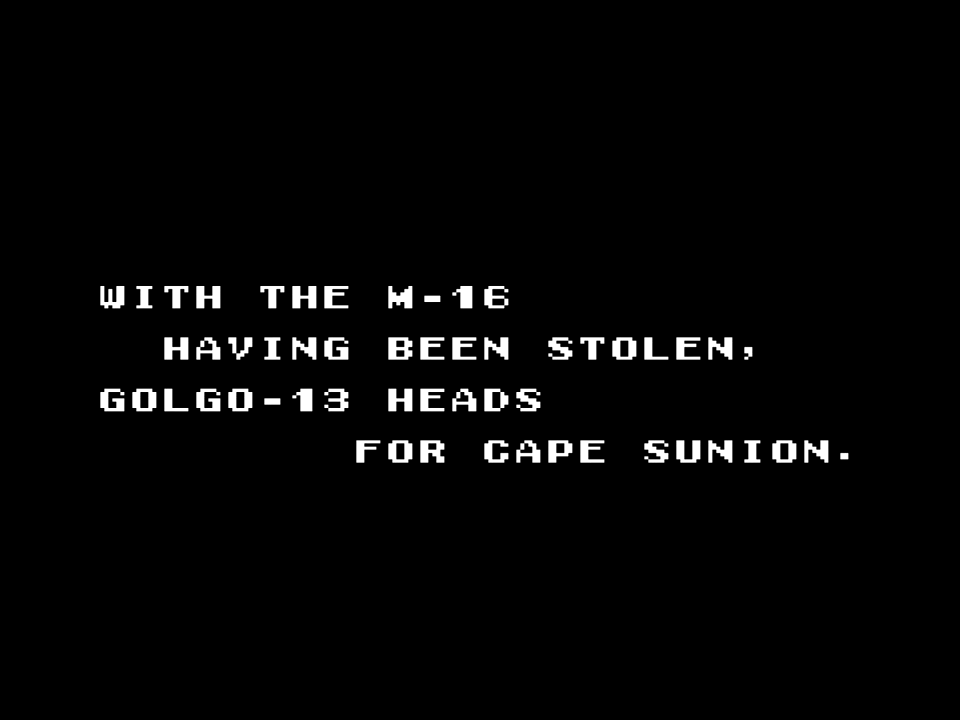 WITH THE M-16
HAVING BEEN STOLEN,
GOLGO-13 HEADS
FOR CAPE SUNION.